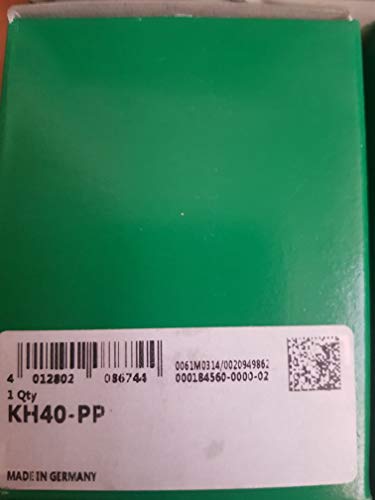 4 012802 086744
0061M0314/0020949862
000184560-0000-02
1 Qty
KH40-PP
MADE IN GERMANY